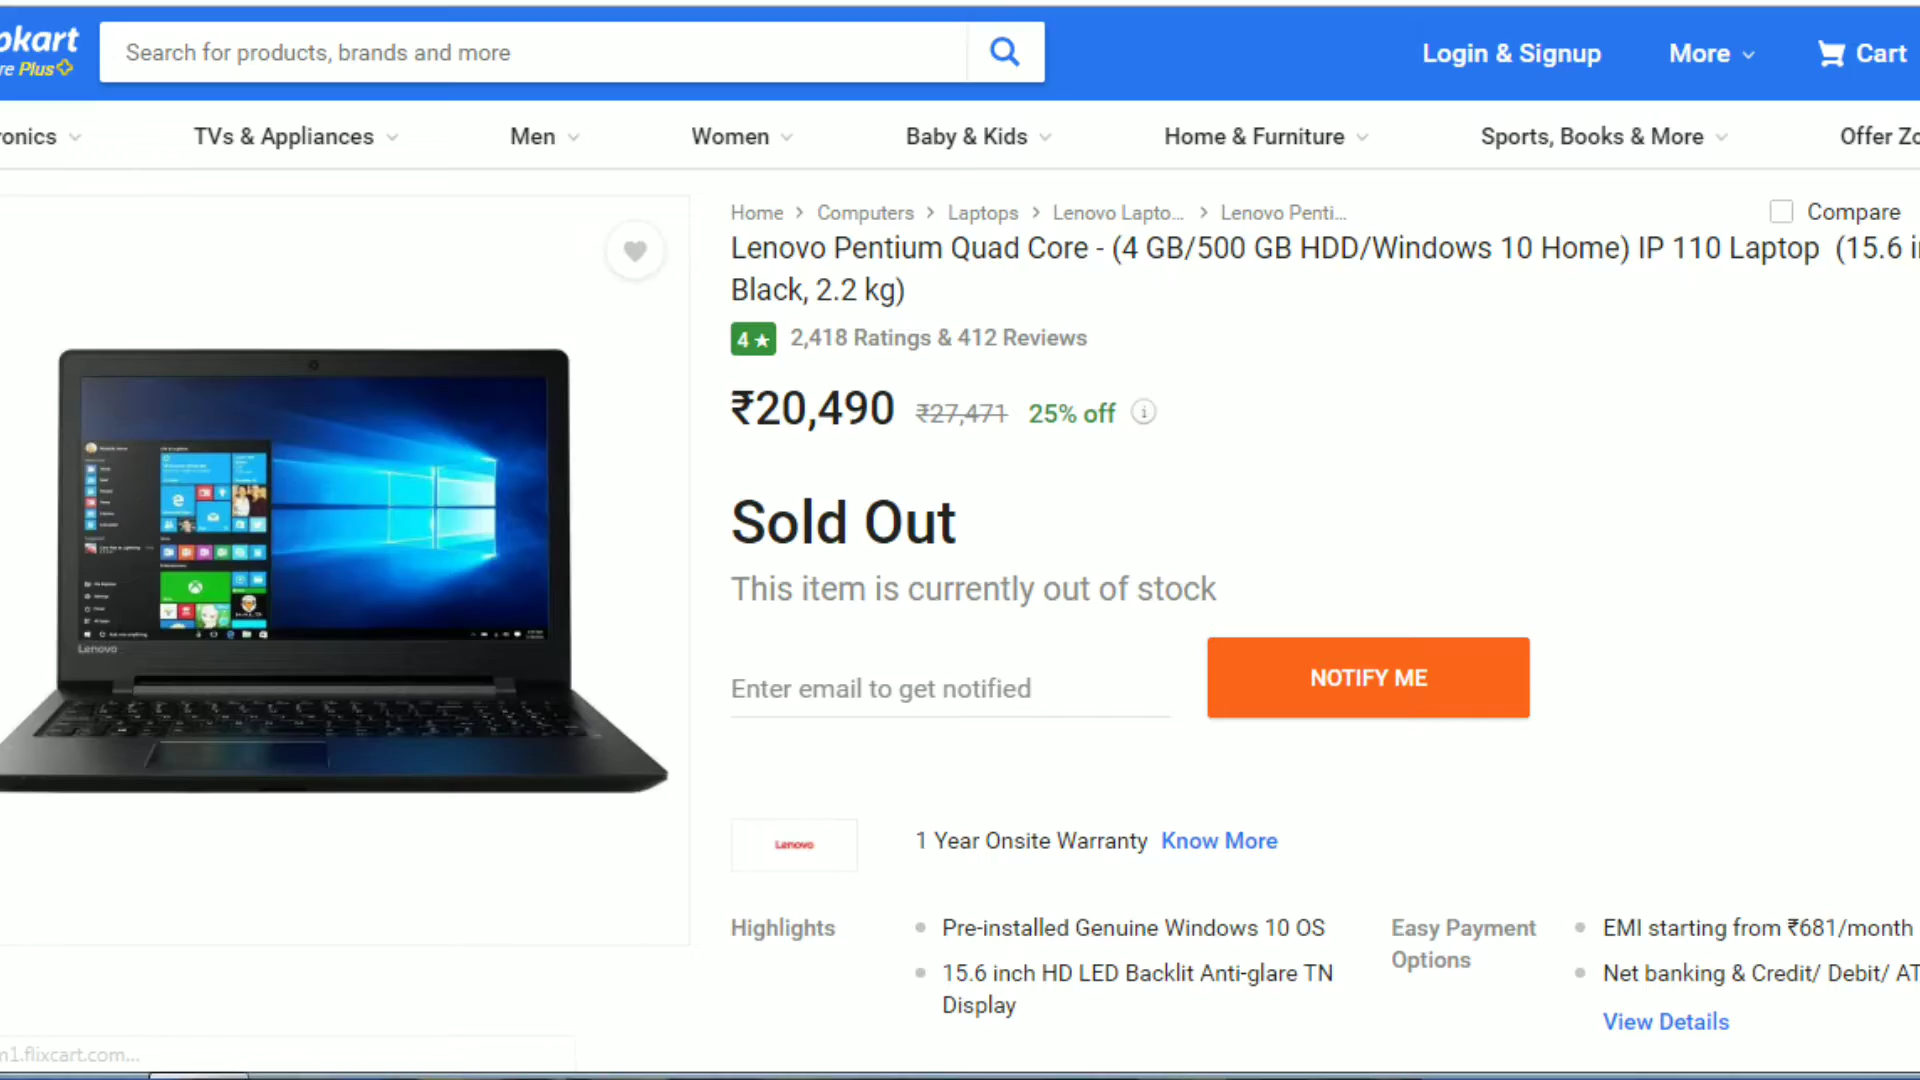 pkart
re Plus
Search for products, brands and more
Login & Signup
More
Cart
ronics
TVs & Appliances
Men
Women
Baby & Kids
Home & Furniture
Sports, Books & More
Offer Zo
Home > Computers > Laptops > Lenovo Lapto... > Lenovo Penti...
Compare
Lenovo Pentium Quad Core - (4 GB/500 GB HDD/Windows 10 Home) IP 110 Laptop (15.6 i
Black, 2.2 kg)
4★ 2,418 Ratings & 412 Reviews
₹20,490 ₹27,471 25% off
Sold Out
This item is currently out of stock
Enter email to get notified
NOTIFY ME
Lenovo
Lenovo
1 Year Onsite Warranty Know More
Highlights
Pre-installed Genuine Windows 10 OS
15.6 inch HD LED Backlit Anti-glare TN
Display
Easy Payment
Options
EMI starting from ₹681/month
Net banking & Credit/ Debit/ AT
View Details
m1.flixcart.com...